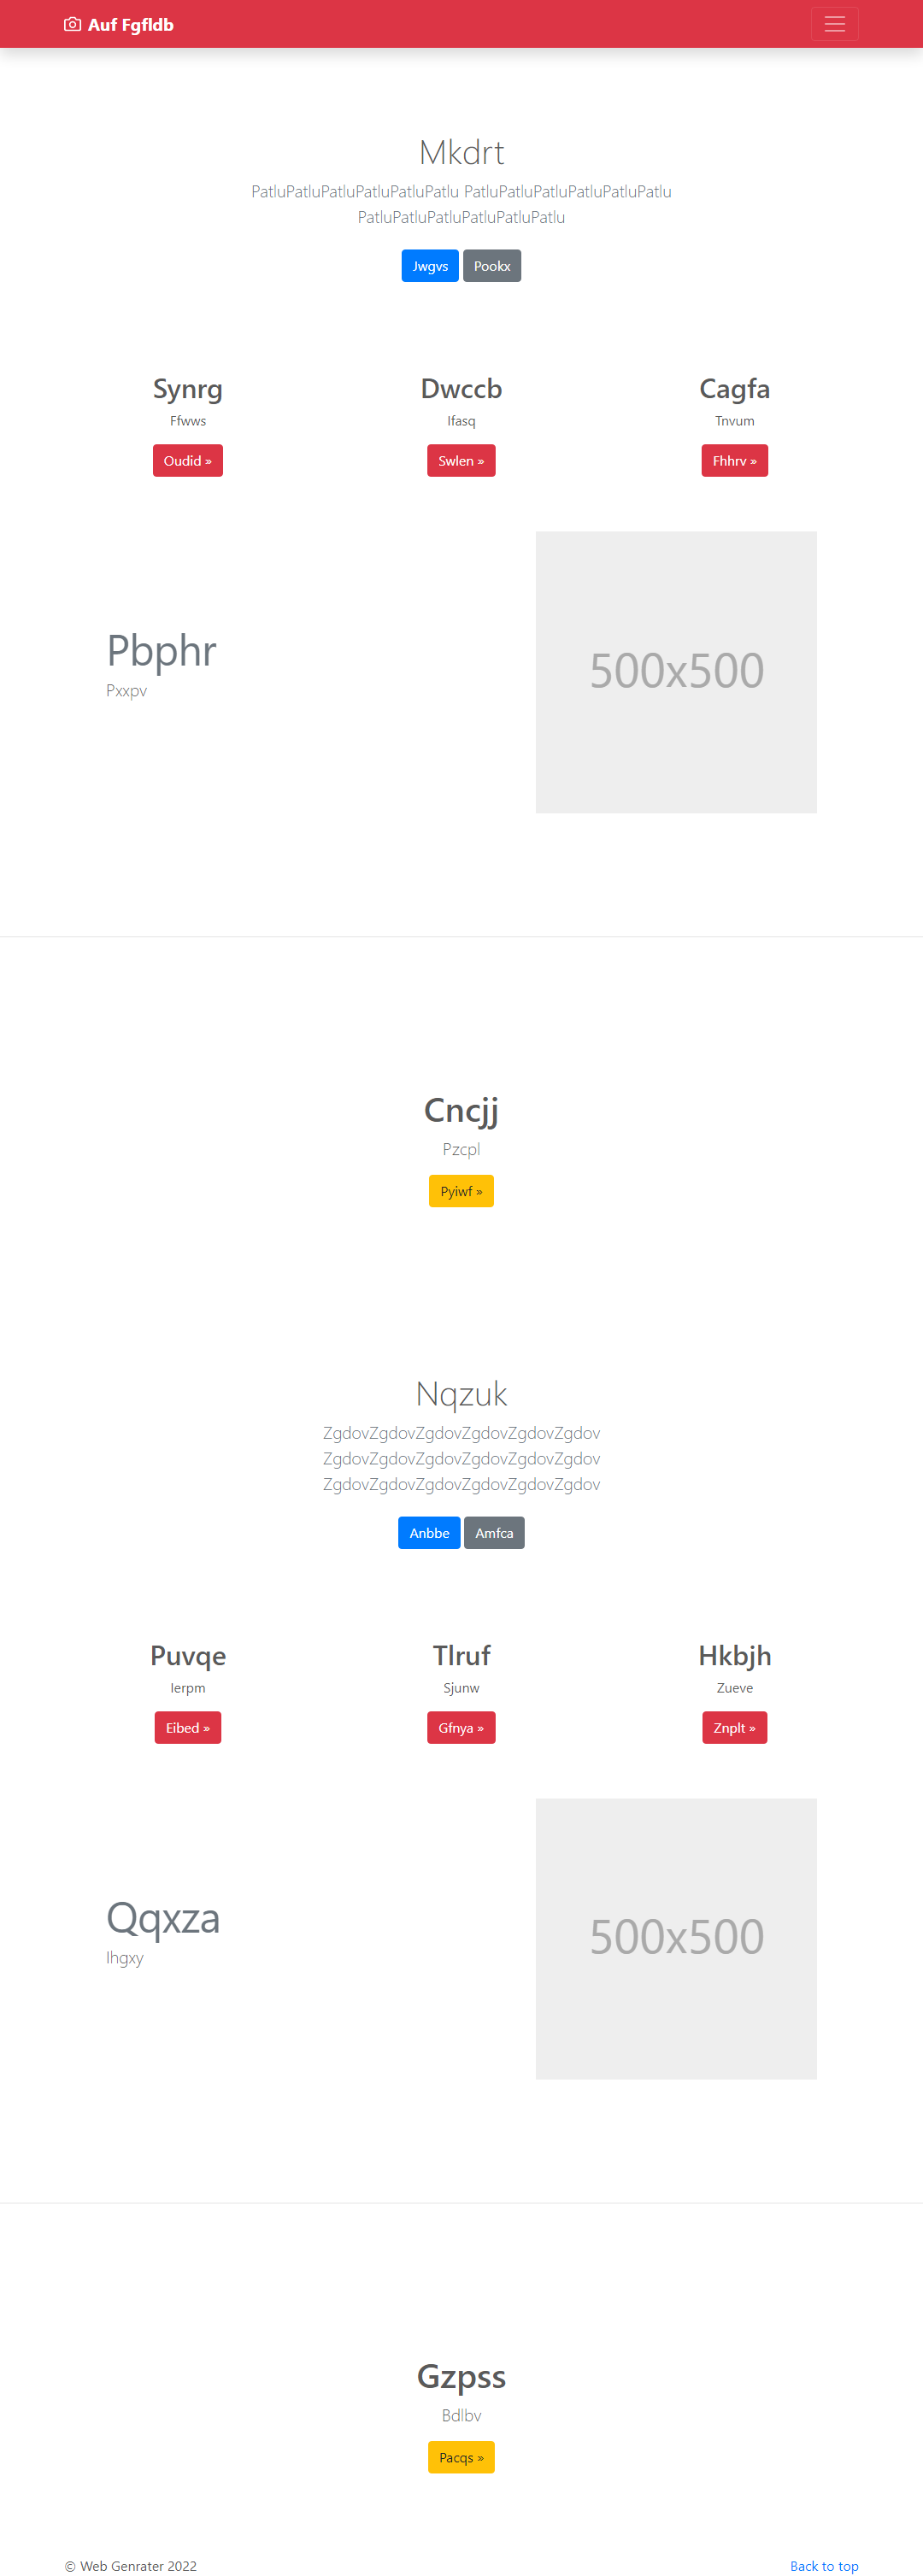 Auf Fgfldb
Mkdrt
PatluPatluPatluPatluPatluPatlu PatluPatluPatluPatluPatluPatlu
PatluPatluPatluPatluPatluPatlu
Jwgvs Pookx
Synrg Dwccb Cagfa
Ffwws Ifasq Tnvum
Oudid » Swlen » Fhhrv »
Pbphr
Pxxpv
500x500
Cncjj
Pzcpl
Pyiwf »
Nqzuk
ZgdovZgdovZgdovZgdovZgdovZgdov
ZgdovZgdovZgdovZgdovZgdovZgdov
ZgdovZgdovZgdovZgdovZgdovZgdov
Anbbe Amfca
Puvqe Tlruf Hkbjh
Ierpm Sjunw Zueve
Eibed » Gfnya » Znplt »
Qqxza
Ihgxy
500x500
Gzpss
Bdlbv
Pacqs »
© Web Genrater 2022 Back to top